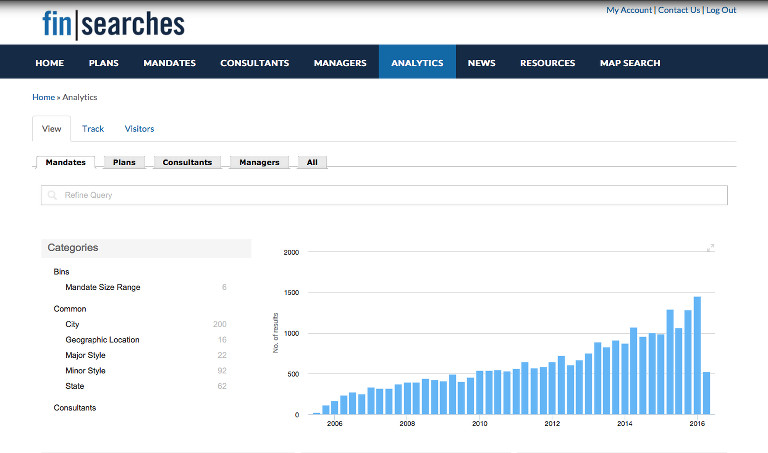 My Account | Contact Us | Log Out
fin|searches
HOME PLANS MANDATES CONSULTANTS MANAGERS ANALYTICS NEWS RESOURCES MAP SEARCH
Home » Analytics
View Track Visitors
Mandates Plans Consultants Managers All
Refine Query
Categories
Bins
Mandate Size Range 6
Common
City 200
Geographic Location 16
Major Style 22
Minor Style 92
State 62
Consultants
No. of results
2000
1500
1000
500
0
2006 2008 2010 2012 2014 2016